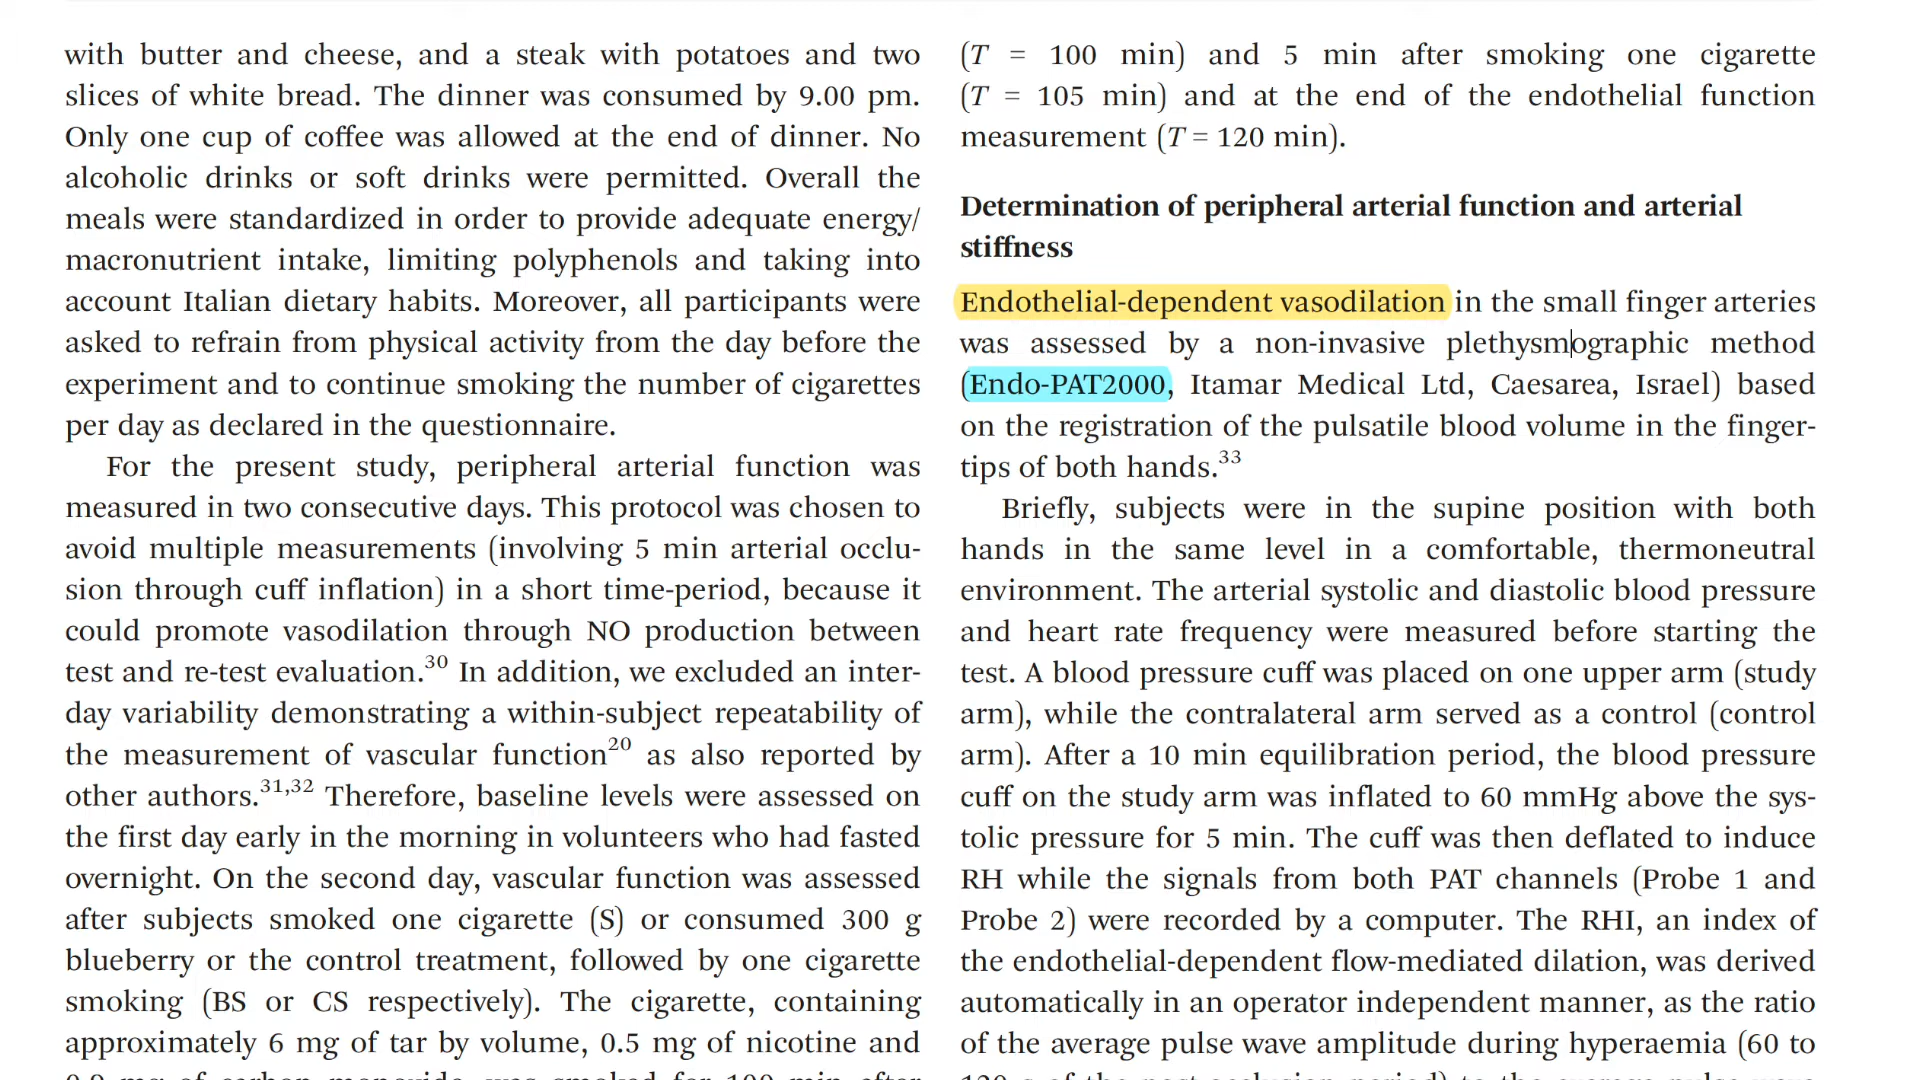 with butter and cheese, and a steak with potatoes and two
slices of white bread. The dinner was consumed by 9.00 pm.
Only one cup of coffee was allowed at the end of dinner. No
alcoholic drinks or soft drinks were permitted. Overall the
meals were standardized in order to provide adequate energy/
macronutrient intake, limiting polyphenols and taking into
account Italian dietary habits. Moreover, all participants were
asked to refrain from physical activity from the day before the
experiment and to continue smoking the number of cigarettes
per day as declared in the questionnaire.
For the present study, peripheral arterial function was
measured in two consecutive days. This protocol was chosen to
avoid multiple measurements (involving 5 min arterial occlu-
sion through cuff inflation) in a short time-period, because it
could promote vasodilation through NO production between
test and re-test evaluation.30 In addition, we excluded an inter-
day variability demonstrating a within-subject repeatability of
the measurement of vascular function20 as also reported by
other authors.31,32 Therefore, baseline levels were assessed on
the first day early in the morning in volunteers who had fasted
overnight. On the second day, vascular function was assessed
after subjects smoked one cigarette (S) or consumed 300 g
blueberry or the control treatment, followed by one cigarette
smoking (BS or CS respectively). The cigarette, containing
approximately 6 mg of tar by volume, 0.5 mg of nicotine and
(T = 100 min) and 5 min after smoking one cigarette
(T = 105 min) and at the end of the endothelial function
measurement (T = 120 min).
Determination of peripheral arterial function and arterial
stiffness
Endothelial-dependent vasodilation in the small finger arteries
was assessed by a non-invasive plethysmographic method
(Endo-PAT2000, Itamar Medical Ltd, Caesarea, Israel) based
on the registration of the pulsatile blood volume in the finger-
tips of both hands.33
Briefly, subjects were in the supine position with both
hands in the same level in a comfortable, thermoneutral
environment. The arterial systolic and diastolic blood pressure
and heart rate frequency were measured before starting the
test. A blood pressure cuff was placed on one upper arm (study
arm), while the contralateral arm served as a control (control
arm). After a 10 min equilibration period, the blood pressure
cuff on the study arm was inflated to 60 mmHg above the sys-
tolic pressure for 5 min. The cuff was then deflated to induce
RH while the signals from both PAT channels (Probe 1 and
Probe 2) were recorded by a computer. The RHI, an index of
the endothelial-dependent flow-mediated dilation, was derived
automatically in an operator independent manner, as the ratio
of the average pulse wave amplitude during hyperaemia (60 to